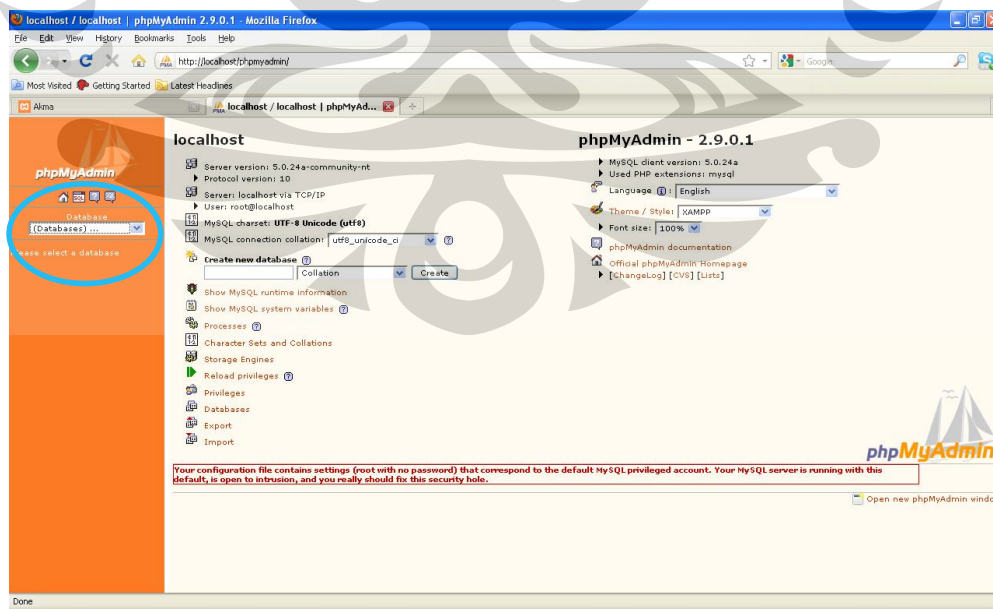 localhost / localhost | phpMyAdmin 2.9.0.1 - Mozilla Firefox
File Edit View History Bookmarks Tools Help
http://localhost/phpmyadmin/
Google
Most Visited Getting Started Latest Headlines
Akma
localhost / localhost | phpMyAd...
phpMyAdmin
Database
(Databases) ...
Please select a database
localhost
Server version: 5.0.24a-community-nt
Protocol version: 10
Server: localhost via TCP/IP
User: root@localhost
MySQL charset: UTF-8 Unicode (utf8)
MySQL connection collation: utf8_unicode_ci
Create new database
Collation Create
Show MySQL runtime information
Show MySQL system variables
Processes
Character Sets and Collations
Storage Engines
Reload privileges
Privileges
Databases
Export
Import
phpMyAdmin - 2.9.0.1
MySQL client version: 5.0.24a
Used PHP extensions: mysql
Language: English
Theme / Style: XAMPP
Font size: 100%
phpMyAdmin documentation
Official phpMyAdmin Homepage
[ChangeLog] [CVS] [Lists]
phpMyAdmin
Your configuration file contains settings (root with no password) that correspond to the default MySQL privileged account. Your MySQL server is running with this
default, is open to intrusion, and you really should fix this security hole.
Open new phpMyAdmin windo
Done